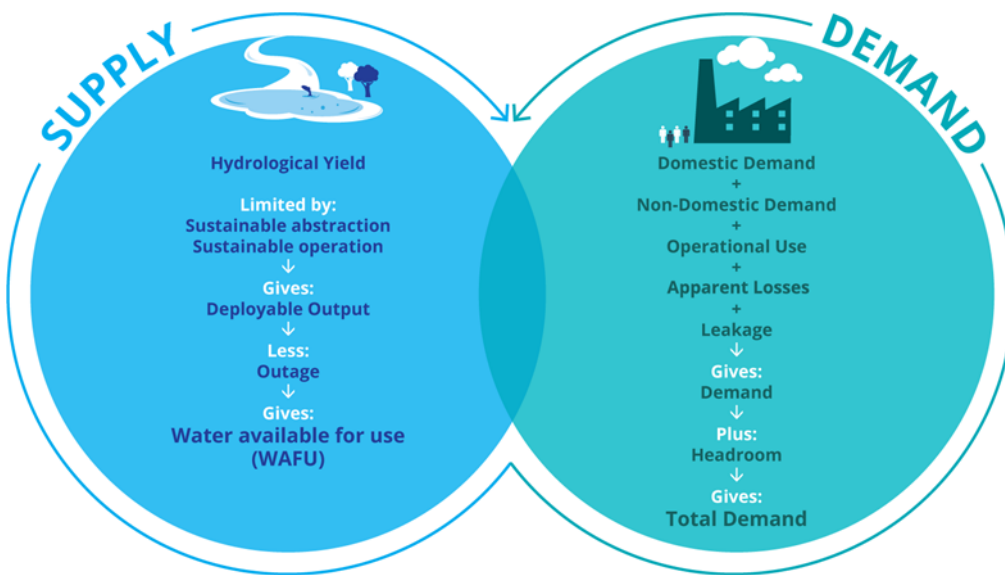 SUPPLY
Hydrological Yield
Limited by:
Sustainable abstraction
Sustainable operation
↓
Gives:
Deployable Output
↓
Less:
Outage
↓
Gives:
Water available for use
(WAFU)
DEMAND
Domestic Demand
+
Non-Domestic Demand
+
Operational Use
+
Apparent Losses
+
Leakage
↓
Gives:
Demand
↓
Plus:
Headroom
↓
Gives:
Total Demand